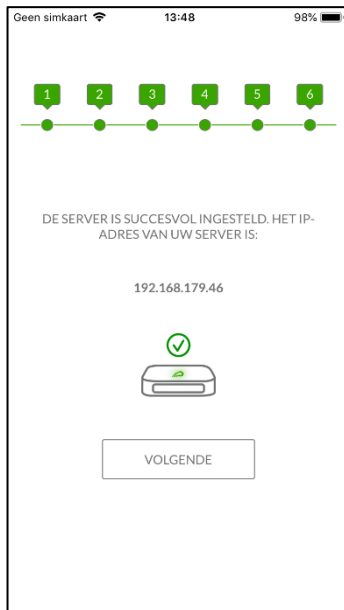 Geen simkaart 13:48 98%
1 2 3 4 5 6
DE SERVER IS SUCCESVOL INGESTELD. HET IP-
ADRES VAN UW SERVER IS:
192.168.179.46
VOLGENDE